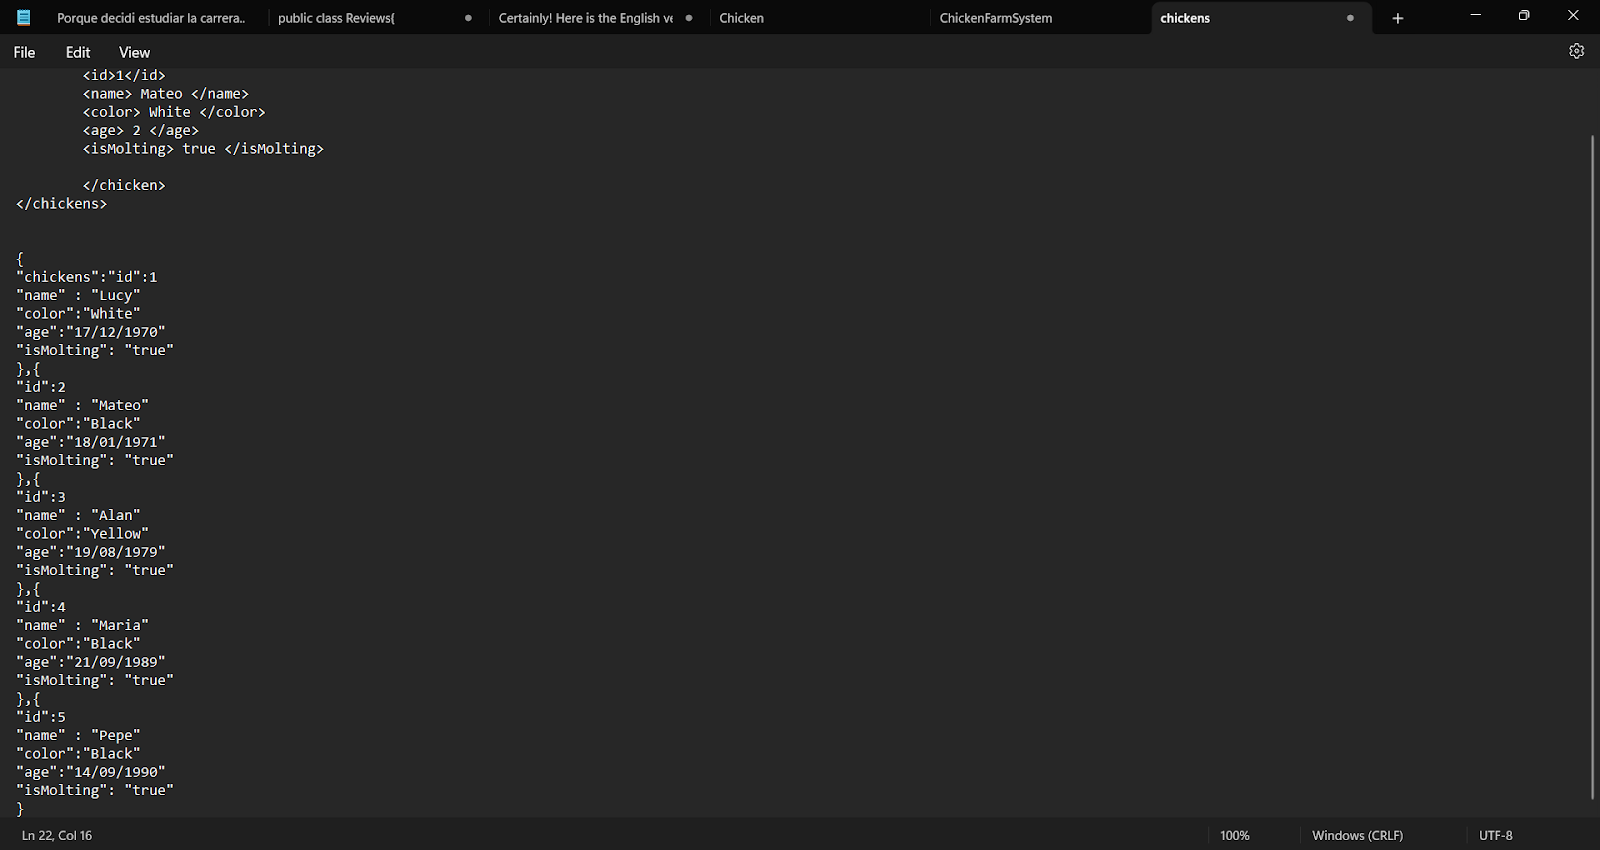 Porque decidi estudiar la carrera..
public class Reviews{
Certainly! Here is the English ve
Chicken
ChickenFarmSystem
chickens
File Edit View
<id>1</id>
<name> Mateo </name>
<color> White </color>
<age> 2 </age>
<isMolting> true </isMolting>
</chicken>
</chickens>
{
"chickens":"id":1
"name" : "Lucy"
"color":"White"
"age":"17/12/1970"
"isMolting": "true"
},{
"id":2
"name" : "Mateo"
"color":"Black"
"age":"18/01/1971"
"isMolting": "true"
},{
"id":3
"name" : "Alan"
"color":"Yellow"
"age":"19/08/1979"
"isMolting": "true"
},{
"id":4
"name" : "Maria"
"color":"Black"
"age":"21/09/1989"
"isMolting": "true"
},{
"id":5
"name" : "Pepe"
"color":"Black"
"age":"14/09/1990"
"isMolting": "true"
}
Ln 22, Col 16
100%
Windows (CRLF)
UTF-8